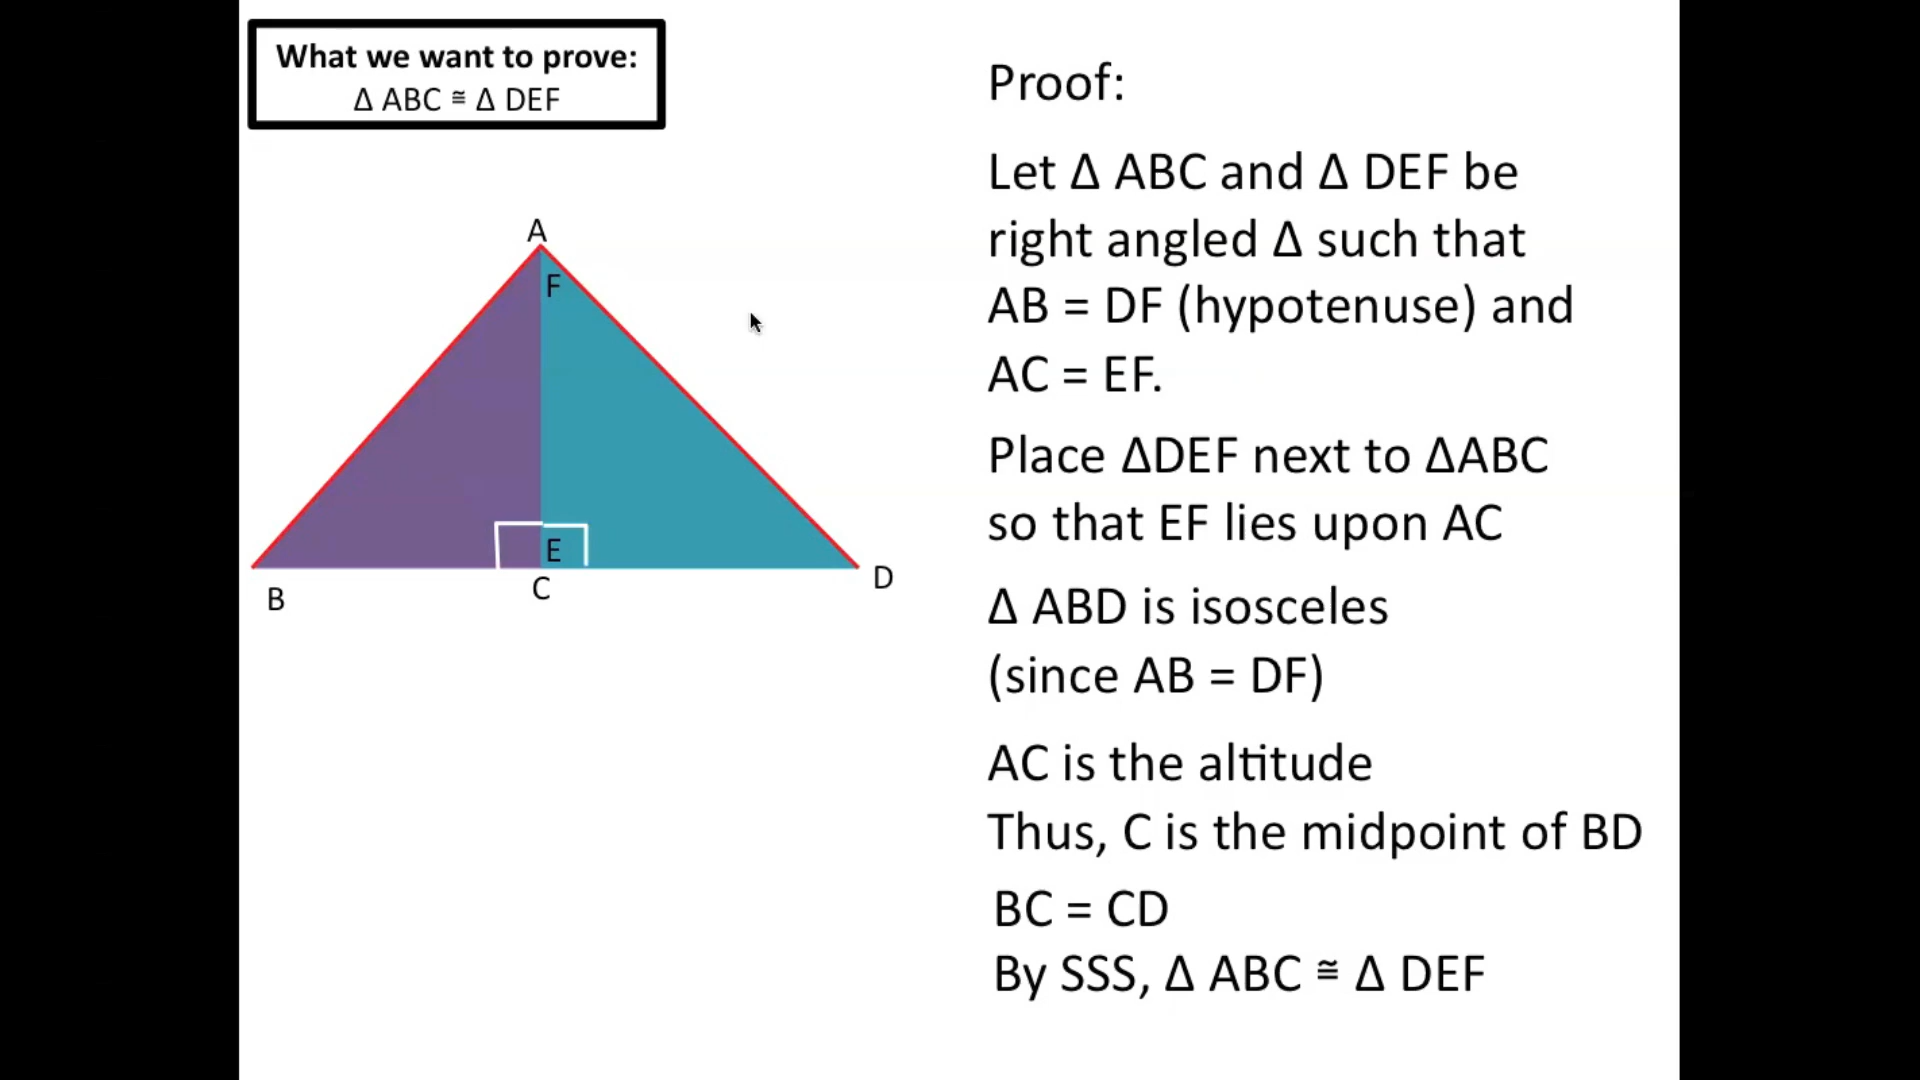 What we want to prove:
Δ ABC ≅ Δ DEF
A
F
E
B
C
D
Proof:
Let Δ ABC and Δ DEF be
right angled Δ such that
AB = DF (hypotenuse) and
AC = EF.
Place ΔDEF next to ΔABC
so that EF lies upon AC
Δ ABD is isosceles
(since AB = DF)
AC is the altitude
Thus, C is the midpoint of BD
BC = CD
By SSS, Δ ABC ≅ Δ DEF